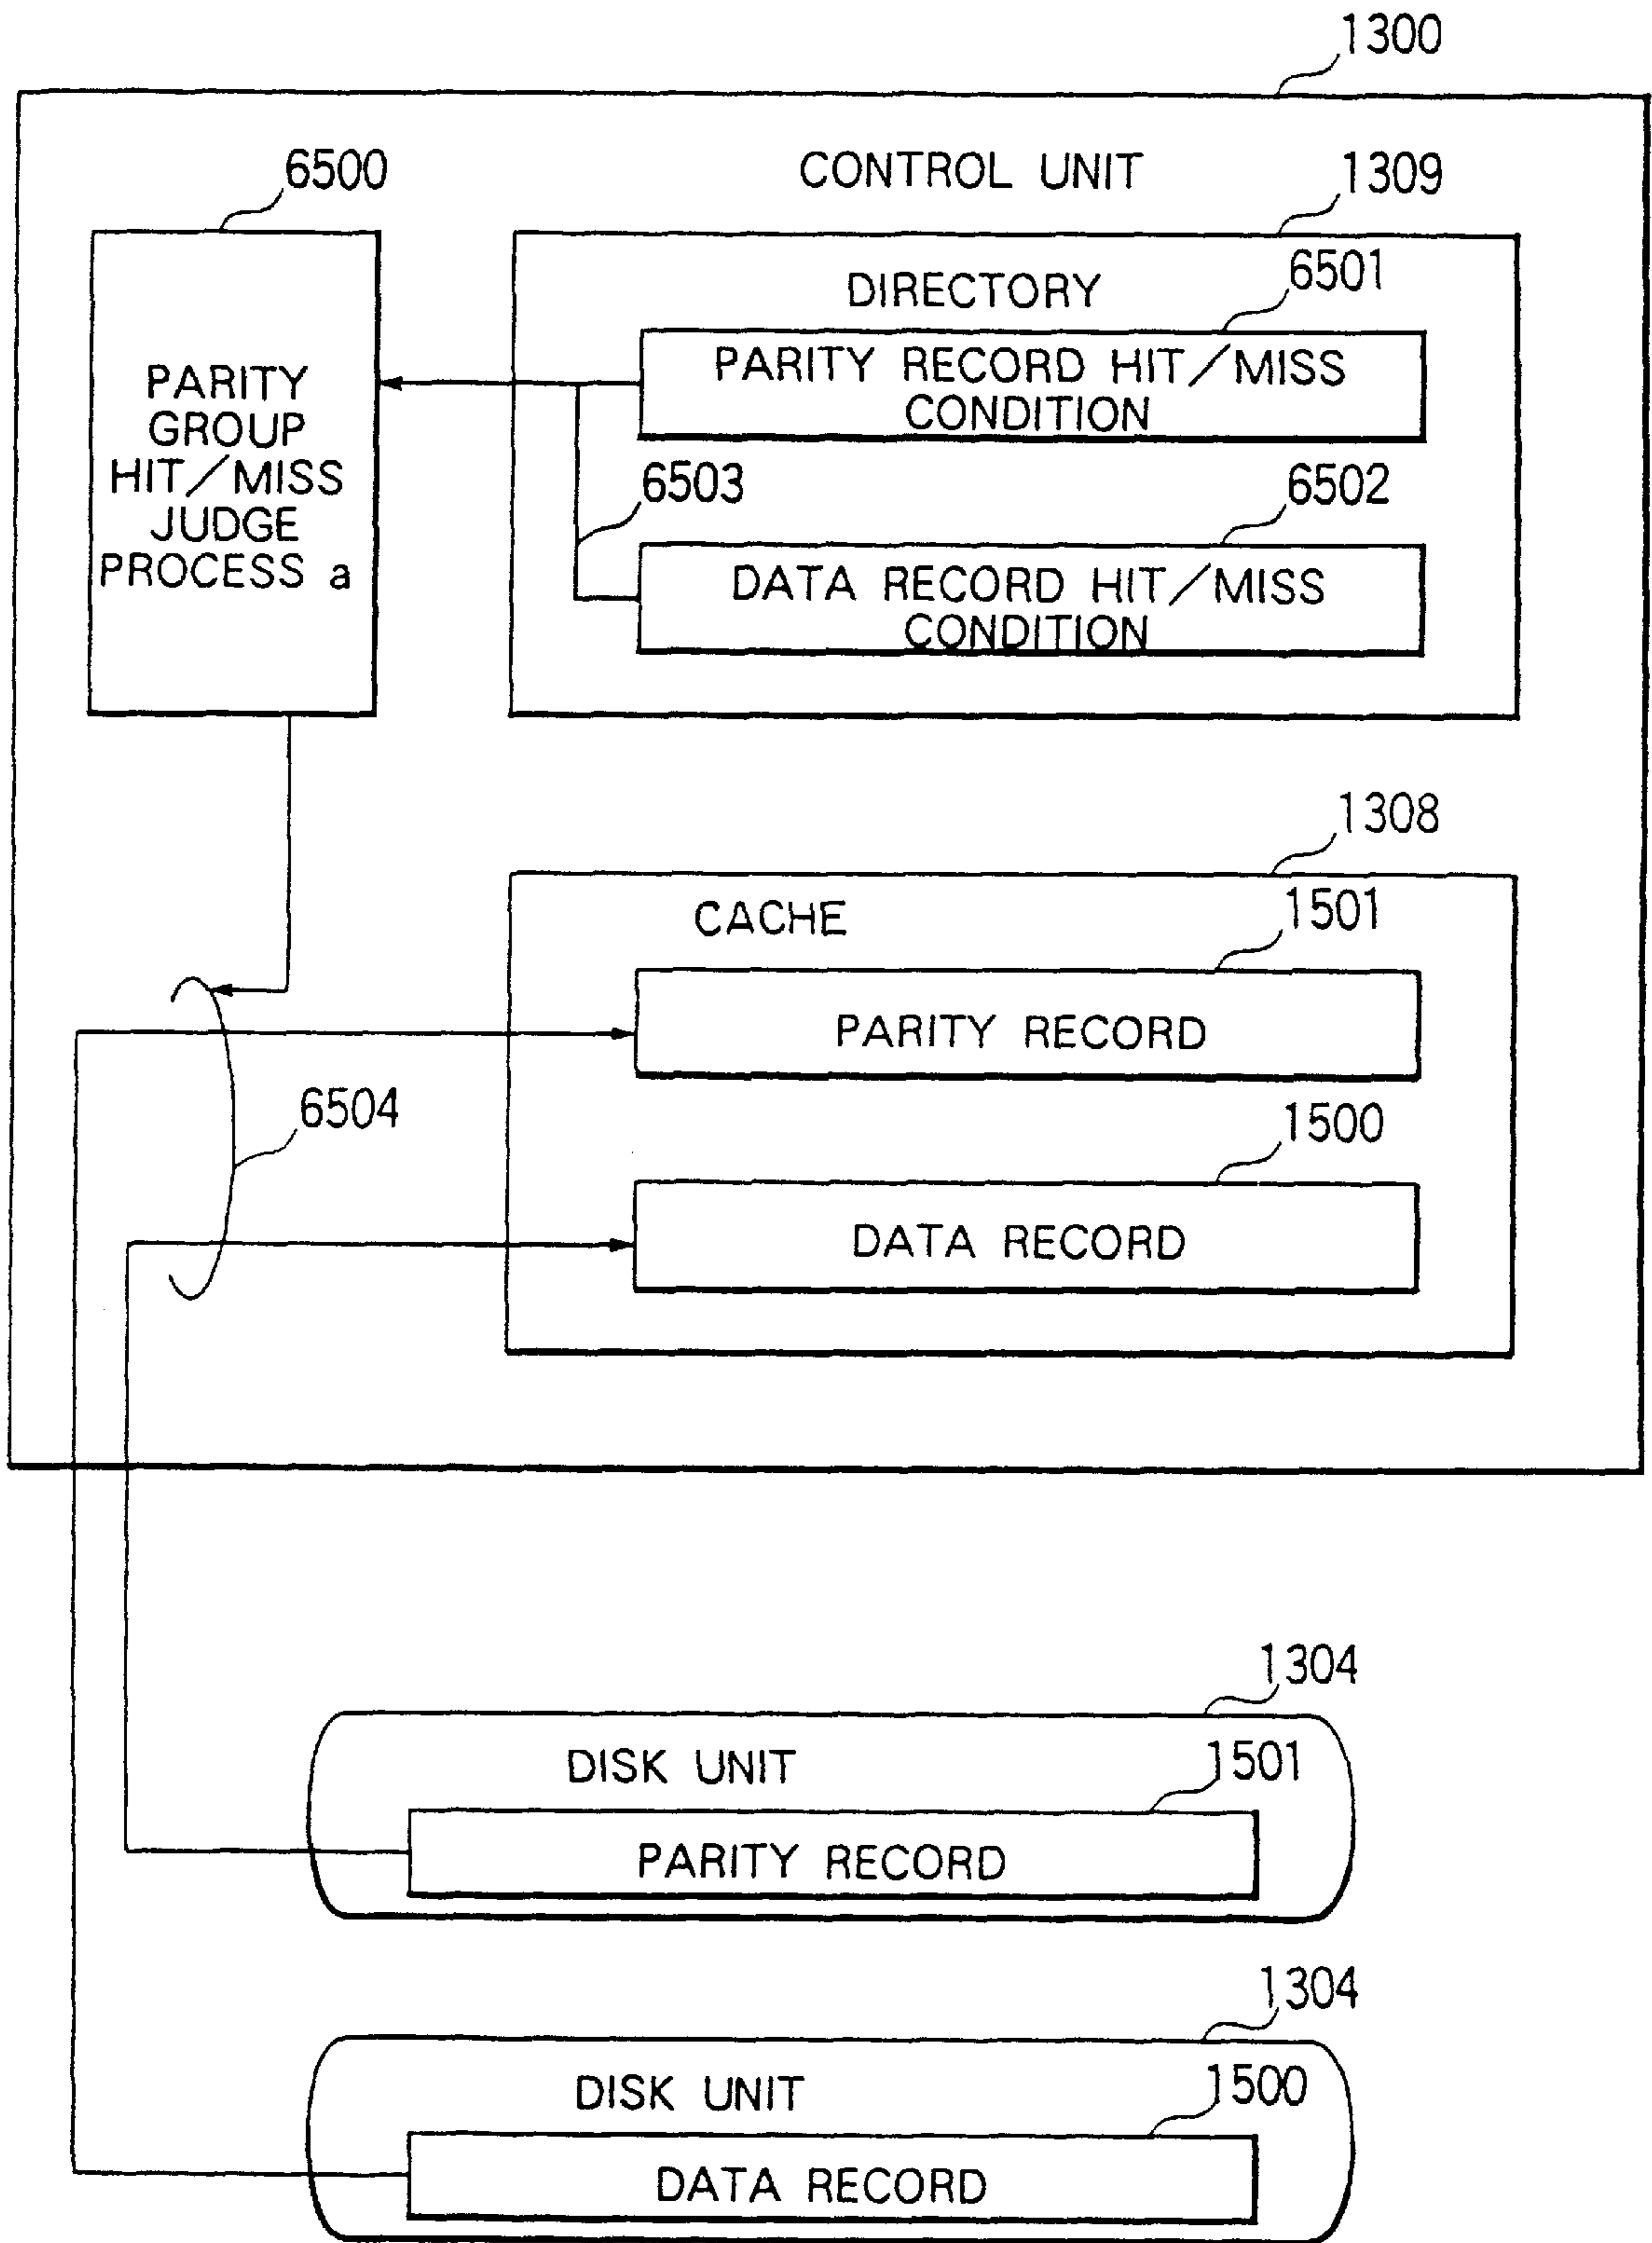 1300
CONTROL UNIT
6500
1309
DIRECTORY
6501
PARITY RECORD HIT/MISS
CONDITION
PARITY
GROUP
HIT/MISS
JUDGE
PROCESS a
6503
6502
DATA RECORD HIT/MISS
CONDITION
1308
CACHE
1501
PARITY RECORD
6504
1500
DATA RECORD
1304
DISK UNIT
1501
PARITY RECORD
1304
DISK UNIT
1500
DATA RECORD